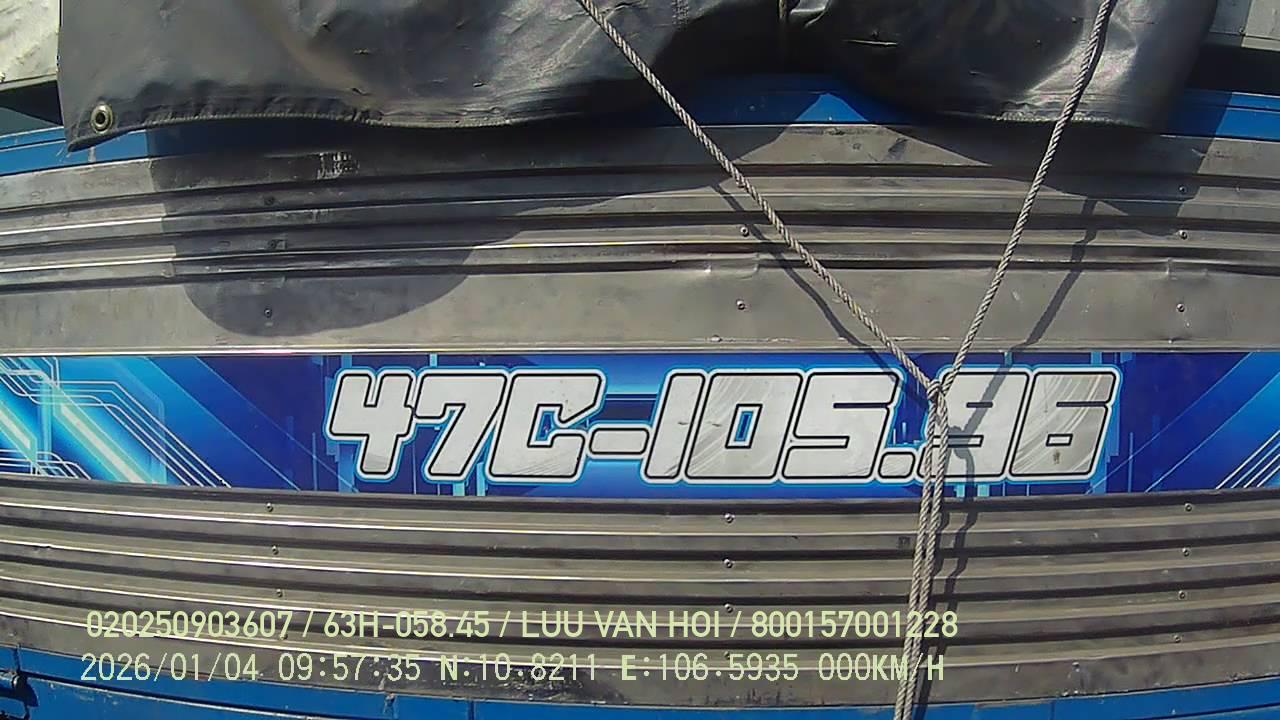 47C-105.96
020250903607 / 63H-058.45 / LUU VAN HOI / 800157001228
2026/01/04 09:57:35 N:10.8211 E:106.5935 000KM/H